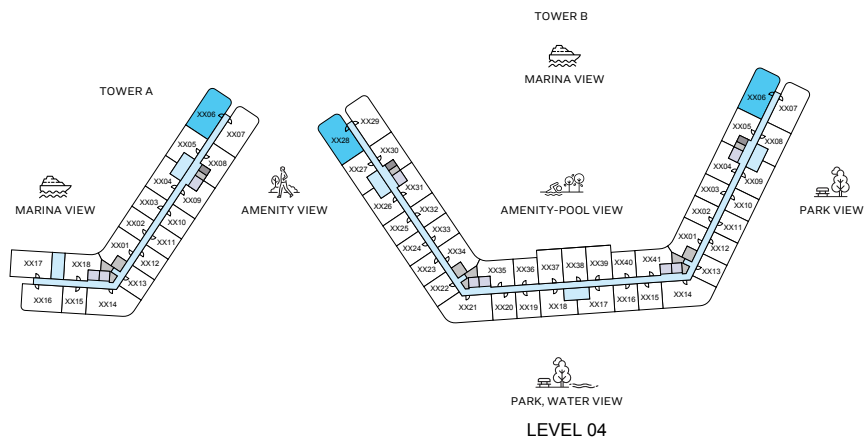 TOWER B
MARINA VIEW
TOWER A
XX06
XX07
XX05
XX08
XX04
XX09
XX03
XX10
XX02
XX11
XX01
XX12
XX18
XX13
XX17
XX16
XX15
XX14
MARINA VIEW
AMENITY VIEW
XX29
XX28
XX30
XX27
XX31
XX26
XX32
XX25
XX33
XX24
XX34
XX23
XX22
XX21
XX35
XX36
XX37
XX38
XX39
XX40
XX41
XX20
XX19
XX18
XX17
XX16
XX15
XX14
XX06
XX07
XX05
XX08
XX04
XX09
XX03
XX10
XX02
XX11
XX01
XX12
XX13
AMENITY-POOL VIEW
PARK VIEW
PARK, WATER VIEW
LEVEL 04